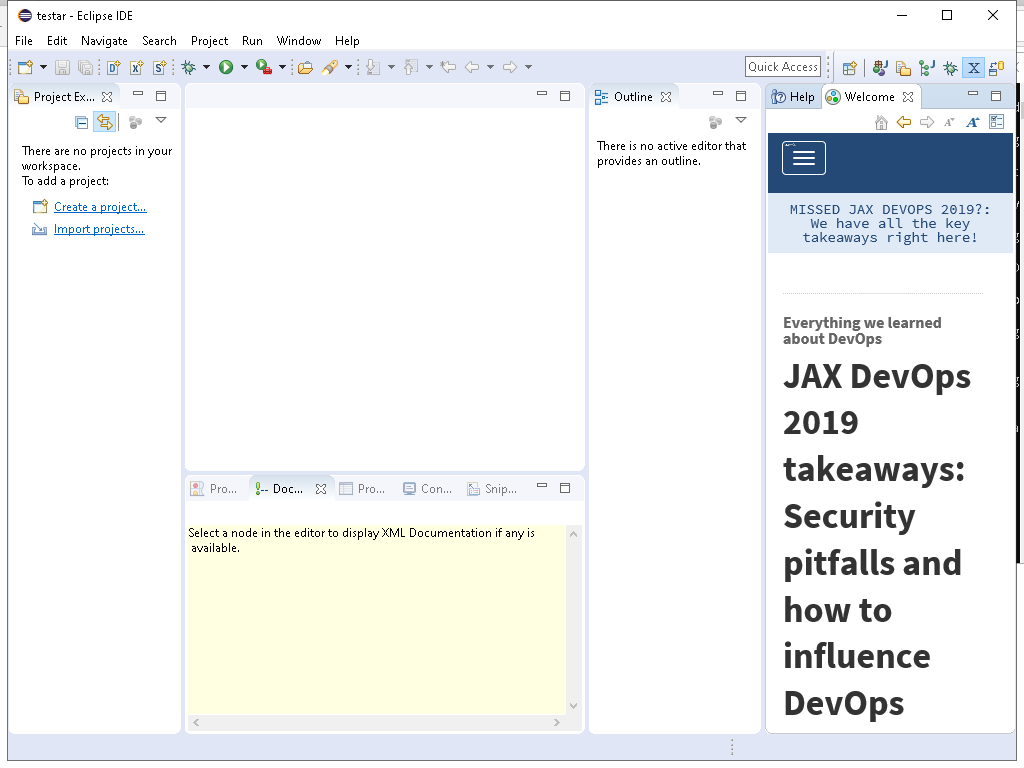 testar - Eclipse IDE
File Edit Navigate Search Project Run Window Help
Quick Access
Project Ex...
There are no projects in your
workspace.
To add a project:
Create a project...
Import projects...
Outline
There is no active editor that
provides an outline.
Help Welcome
MISSED JAX DEVOPS 2019?:
We have all the key
takeaways right here!
Everything we learned
about DevOps
JAX DevOps
2019
takeaways:
Security
pitfalls and
how to
influence
DevOps
Pro... Doc... Pro... Con... Snip...
Select a node in the editor to display XML Documentation if any is
available.